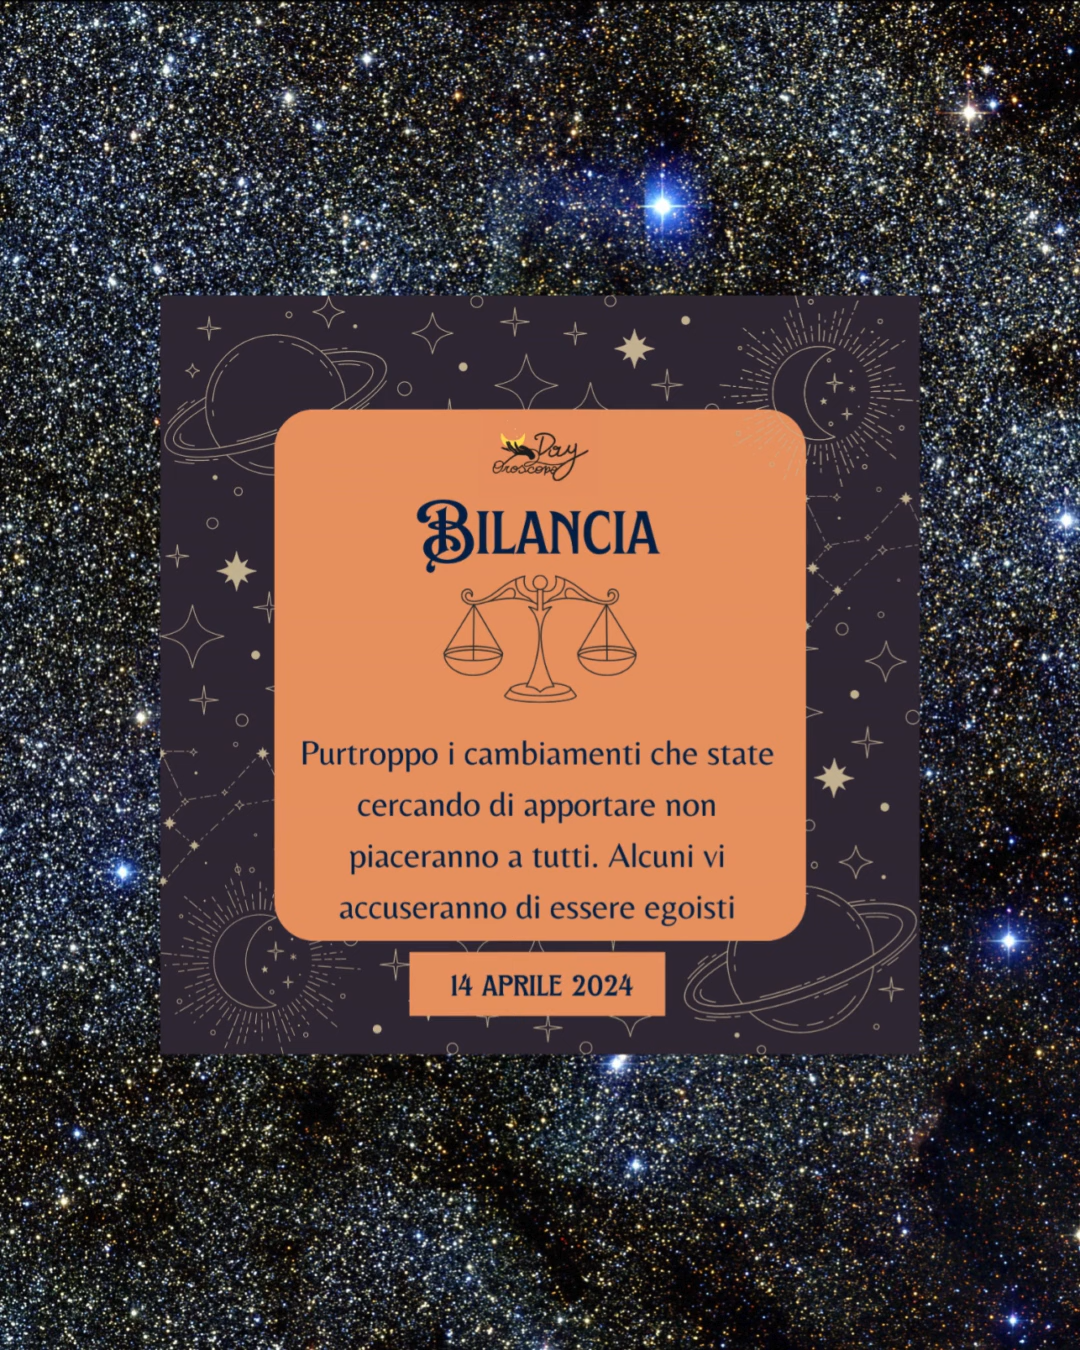 Day
Oroscopo
BILANCIA
Purtroppo i cambiamenti che state
cercando di apportare non
piaceranno a tutti. Alcuni vi
accuseranno di essere egoisti
14 APRILE 2024